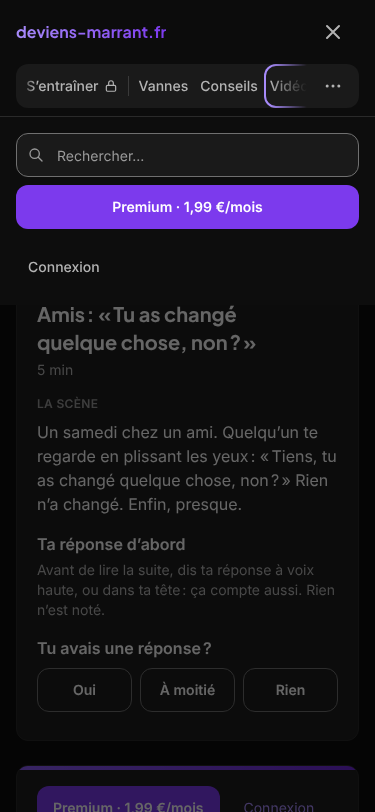 deviens-marrant.fr
S'entraîner Vannes Conseils Vidéo
Rechercher...
Premium · 1,99 €/mois
Connexion
Amis : « Tu as changé
quelque chose, non ? »
5 min
LA SCÈNE
Un samedi chez un ami. Quelqu'un te
regarde en plissant les yeux : « Tiens, tu
as changé quelque chose, non ? » Rien
n'a changé. Enfin, presque.
Ta réponse d'abord
Avant de lire la suite, dis ta réponse à voix
haute, ou dans ta tête : ça compte aussi. Rien
n'est noté.
Tu avais une réponse ?
Oui À moitié Rien
Premium · 1,99 €/mois Connexion